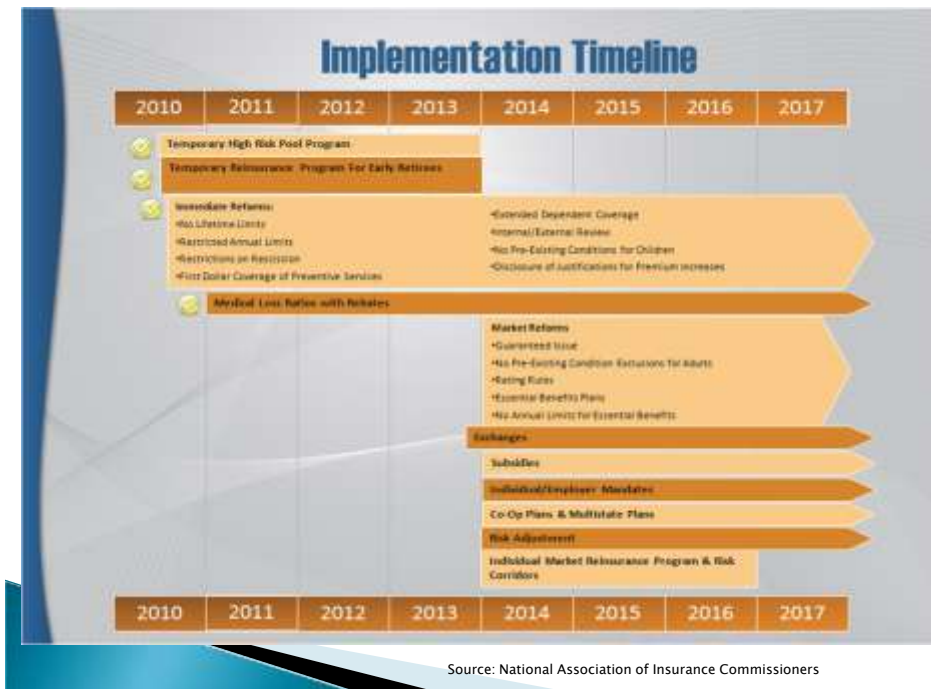 Implementation Timeline
2010 2011 2012 2013 2014 2015 2016 2017
Temporary High Risk Pool Program
Temporary Reinsurance Program For Early Retirees
Immediate Reforms:
•No Lifetime Limits
•Restricted Annual Limits
•Restrictions on Rescission
•First Dollar Coverage of Preventive Services
•Extended Dependent Coverage
•Internal/External Review
•No Pre-Existing Conditions for Children
•Disclosure of Justifications for Premium Increases
Medical Loss Ratios with Rebates
Market Reforms
•Guaranteed Issue
•No Pre-Existing Condition Exclusions for Adults
•Rating Rules
•Essential Benefits Plans
•No Annual Limits for Essential Benefits
Exchanges
Subsidies
Individual/Employer Mandates
Co-Op Plans & Multistate Plans
Risk Adjustment
Individual Market Reinsurance Program & Risk
Corridors
2010 2011 2012 2013 2014 2015 2016 2017
Source: National Association of Insurance Commissioners